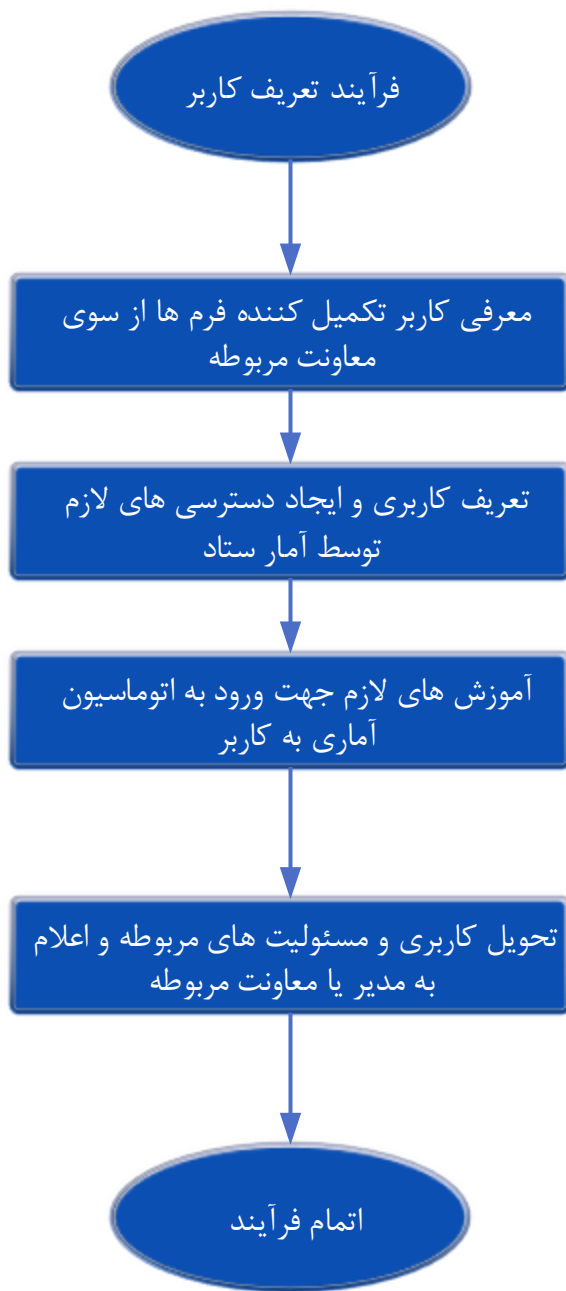 فرآیند تعریف کاربر
معرفی کاربر تکمیل کننده فرم ها از سوی
معاونت مربوطه
تعریف کاربری و ایجاد دسترسی های لازم
توسط آمار ستاد
آموزش های لازم جهت ورود به اتوماسیون
آماری به کاربر
تحویل کاربری و مسئولیت های مربوطه و اعلام
به مدیر یا معاونت مربوطه
اتمام فرآیند